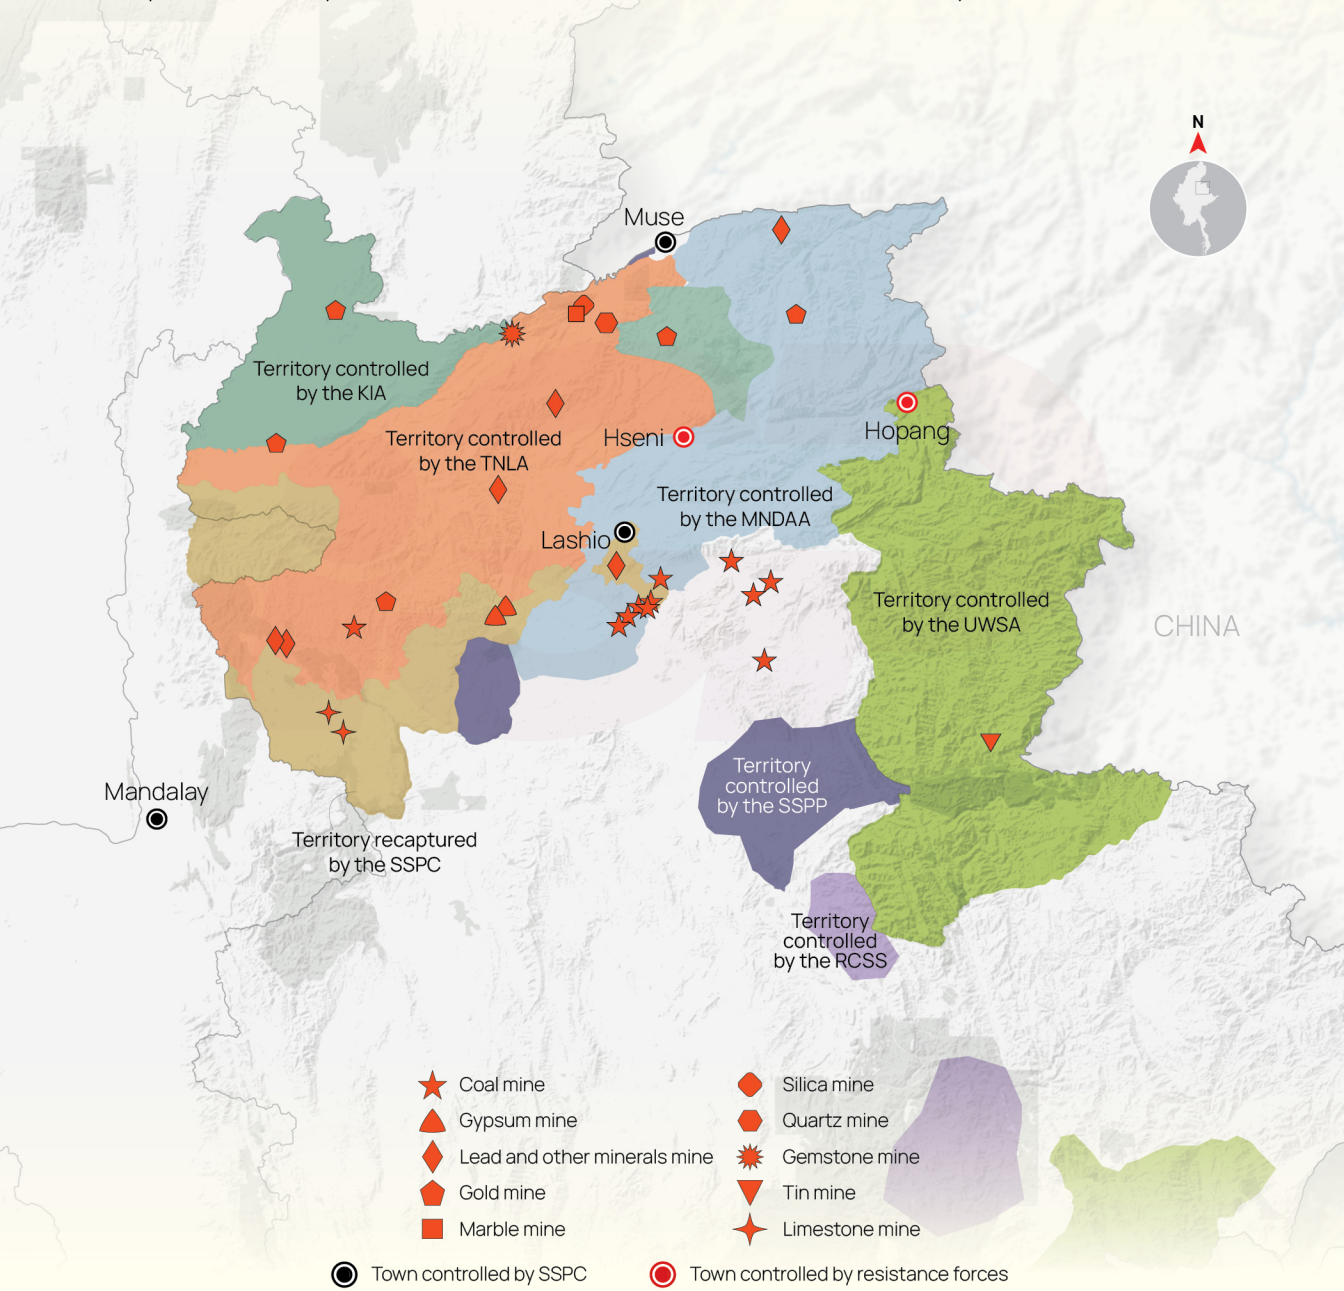 N
Muse
Territory controlled
by the KIA
Hopang
Hseni
Territory controlled
by the TNLA
Territory controlled
by the MNDAA
Lashio
Territory controlled
by the UWSA
CHINA
Territory
controlled
by the SSPP
Mandalay
Territory recaptured
by the SSPC
Territory
controlled
by the RCSS
Coal mine
Gypsum mine
Lead and other minerals mine
Gold mine
Marble mine
Silica mine
Quartz mine
Gemstone mine
Tin mine
Limestone mine
Town controlled by SSPC
Town controlled by resistance forces